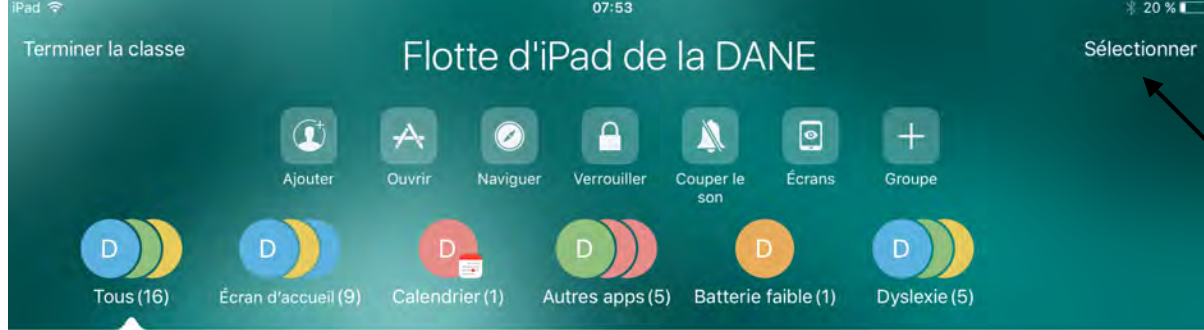 iPad 07:53 20 %
Terminer la classe Flotte d'iPad de la DANE Sélectionner
Ajouter Ouvrir Naviguer Verrouiller Couper le son Écrans Groupe
D D D D D D
Tous (16) Écran d'accueil (9) Calendrier (1) Autres apps (5) Batterie faible (1) Dyslexie (5)